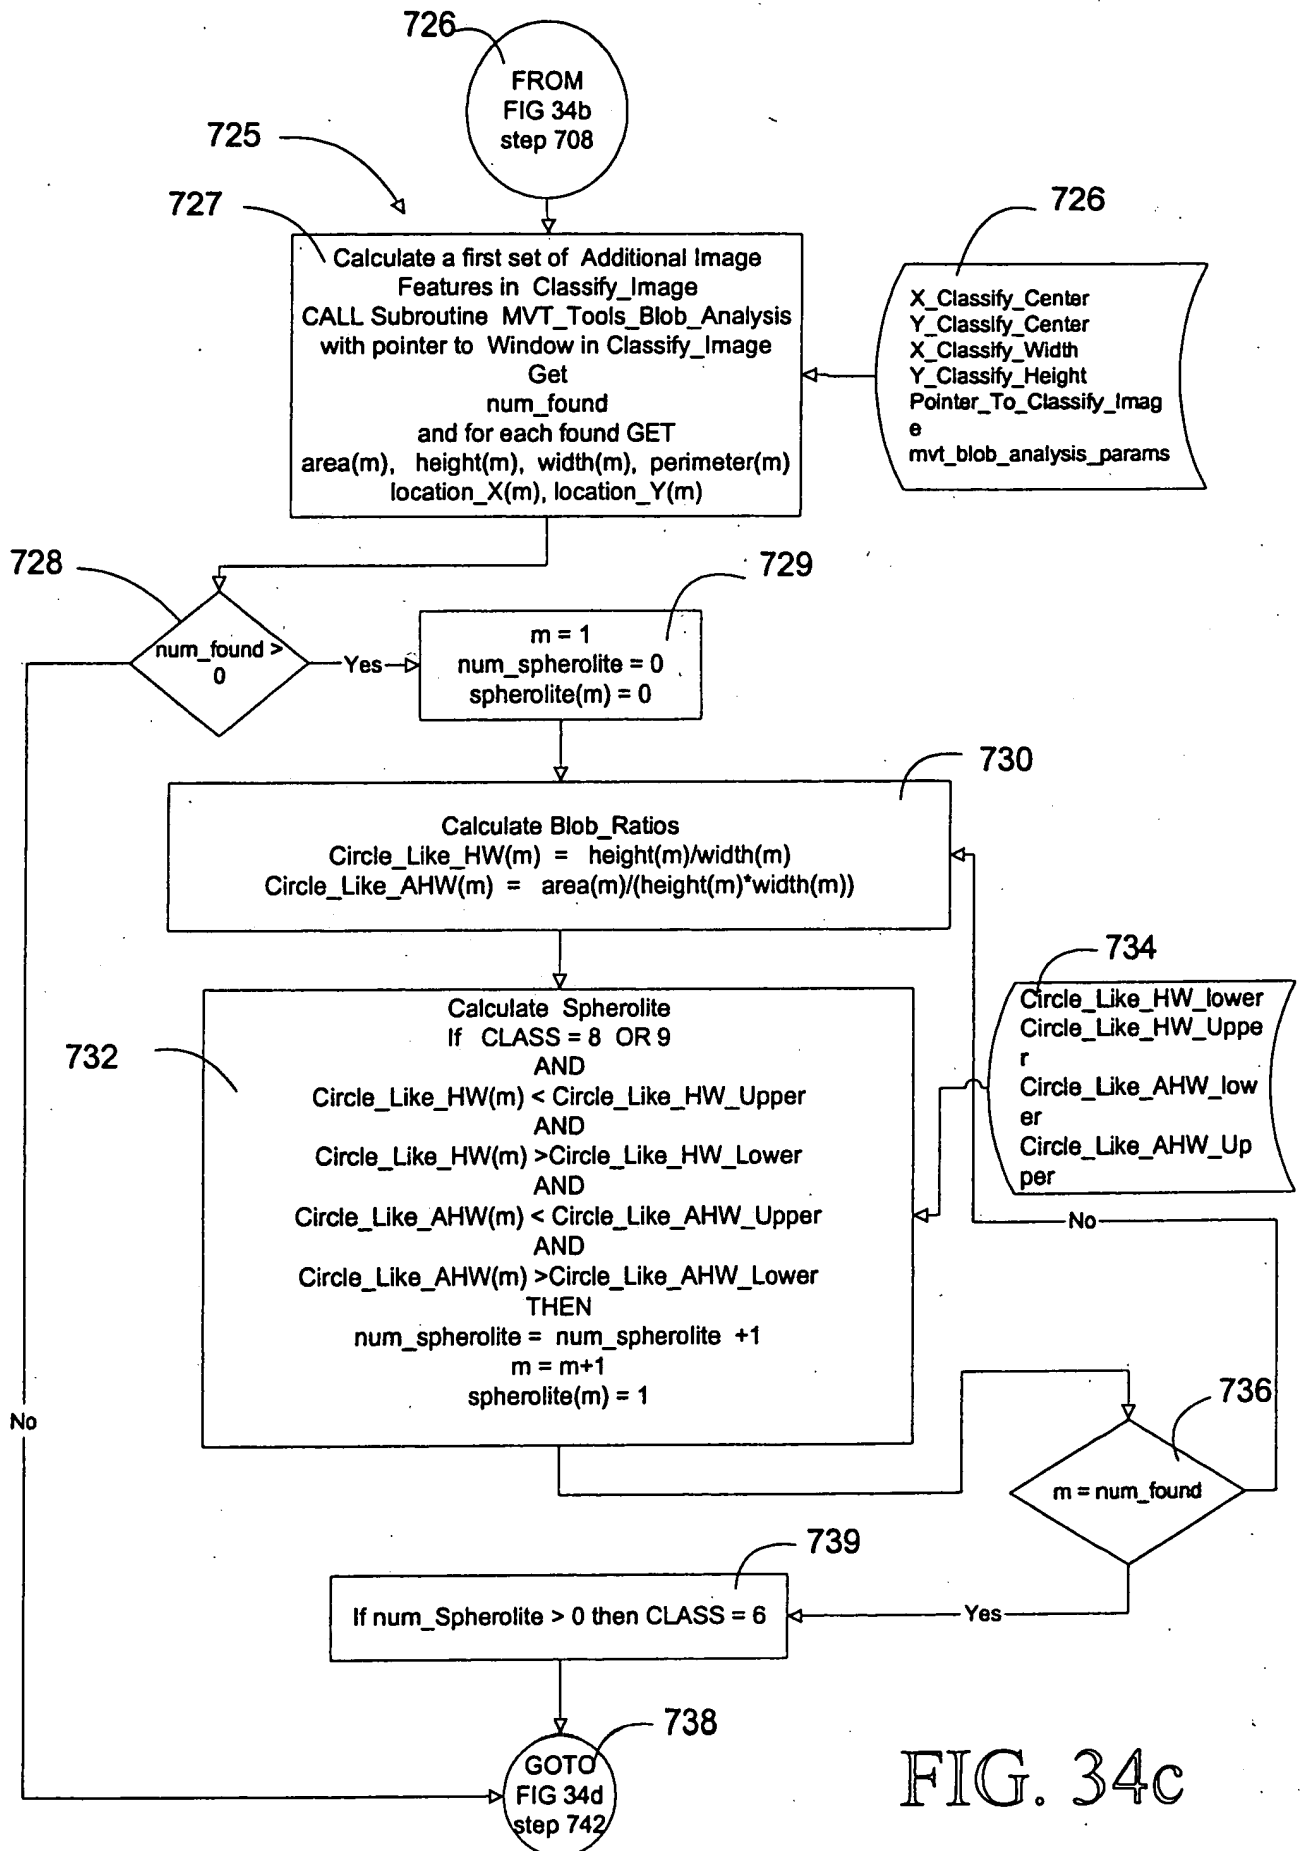 726
FROM
FIG 34b
step 708
725
727
Calculate a first set of Additional Image
Features in Classify_Image
CALL Subroutine MVT_Tools_Blob_Analysis
with pointer to Window in Classify_Image
Get
num_found
and for each found GET
area(m), height(m), width(m), perimeter(m)
location_X(m), location_Y(m)
726
X_Classify_Center
Y_Classify_Center
X_Classify_Width
Y_Classify_Height
Pointer_To_Classify_Imag
e
mvt_blob_analysis_params
728
num_found >
0
Yes
729
m = 1
num_spherolite = 0
spherolite(m) = 0
730
Calculate Blob_Ratios
Circle_Like_HW(m) = height(m)/width(m)
Circle_Like_AHW(m) = area(m)/(height(m)*width(m))
732
Calculate Spherolite
If CLASS = 8 OR 9
AND
Circle_Like_HW(m) < Circle_Like_HW_Upper
AND
Circle_Like_HW(m) >Circle_Like_HW_Lower
AND
Circle_Like_AHW(m) < Circle_Like_AHW_Upper
AND
Circle_Like_AHW(m) >Circle_Like_AHW_Lower
THEN
num_spherolite = num_spherolite +1
m = m+1
spherolite(m) = 1
734
Circle_Like_HW_lower
Circle_Like_HW_Uppe
r
Circle_Like_AHW_low
er
Circle_Like_AHW_Up
per
No
736
m = num_found
No
Yes
739
If num_Spherolite > 0 then CLASS = 6
738
GOTO
FIG 34d
step 742
FIG. 34c